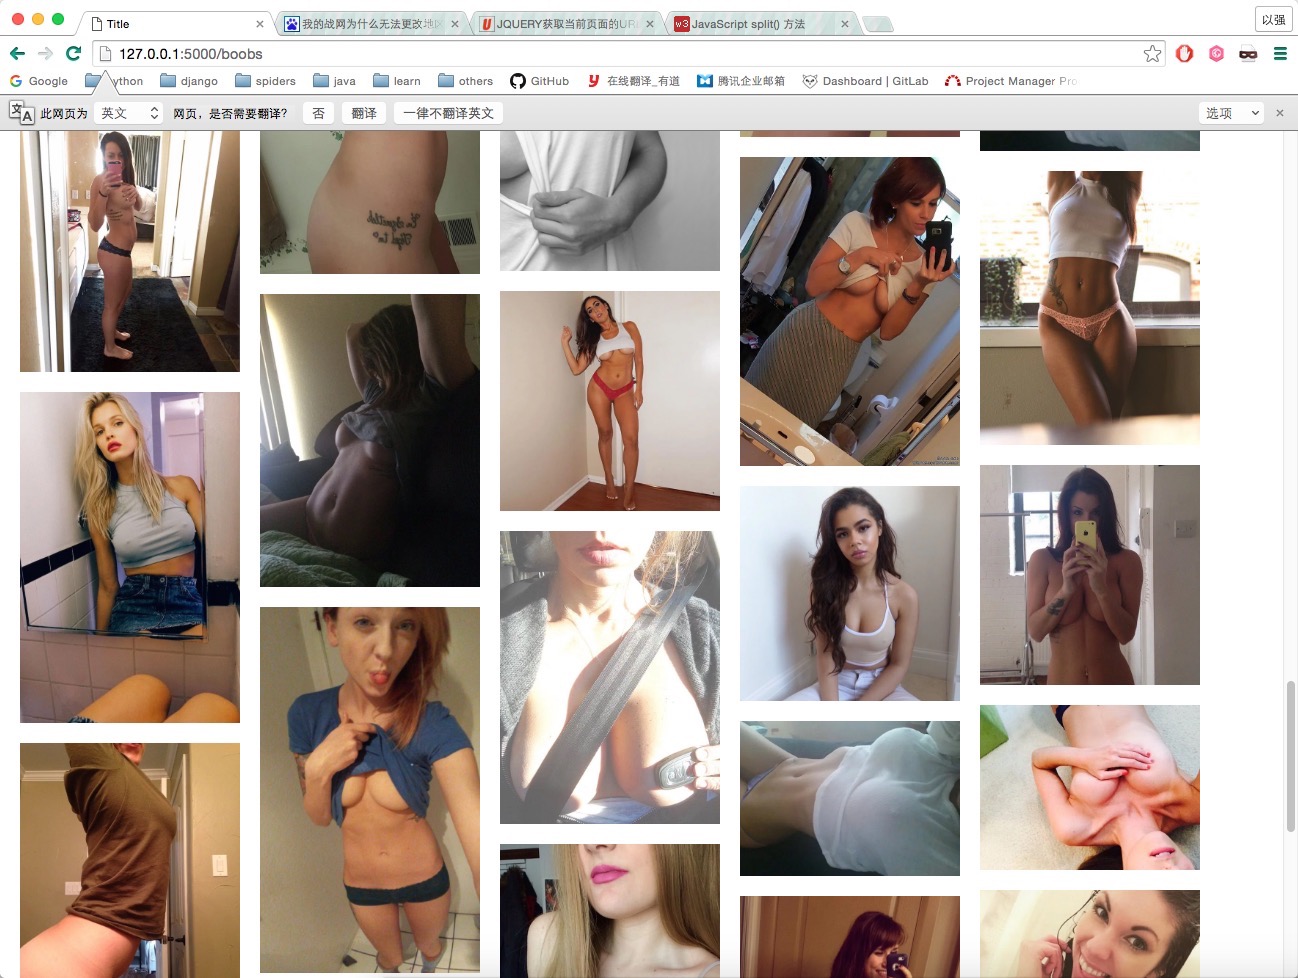 Title
我的战网为什么无法更改地
JQUERY获取当前页面的UR
w3 JavaScript split() 方法
以强
127.0.0.1:5000/boobs
Google
ython
django
spiders
java
learn
others
GitHub
在线翻译_有道
腾讯企业邮箱
Dashboard | GitLab
Project Manager Pro
此网页为 英文 网页，是否需要翻译？ 否 翻译 一律不翻译英文 选项